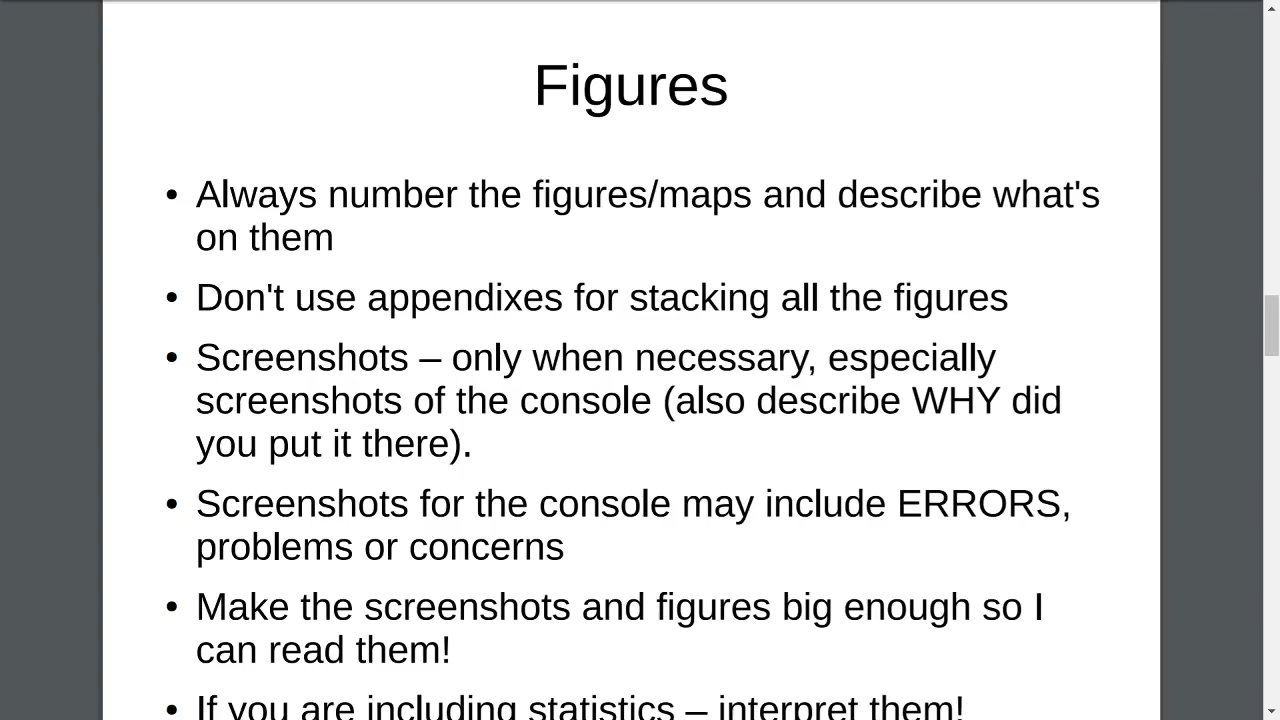 Figures
• Always number the figures/maps and describe what's
on them
• Don't use appendixes for stacking all the figures
• Screenshots – only when necessary, especially
screenshots of the console (also describe WHY did
you put it there).
• Screenshots for the console may include ERRORS,
problems or concerns
• Make the screenshots and figures big enough so I
can read them!
• If you are including statistics – interpret them!